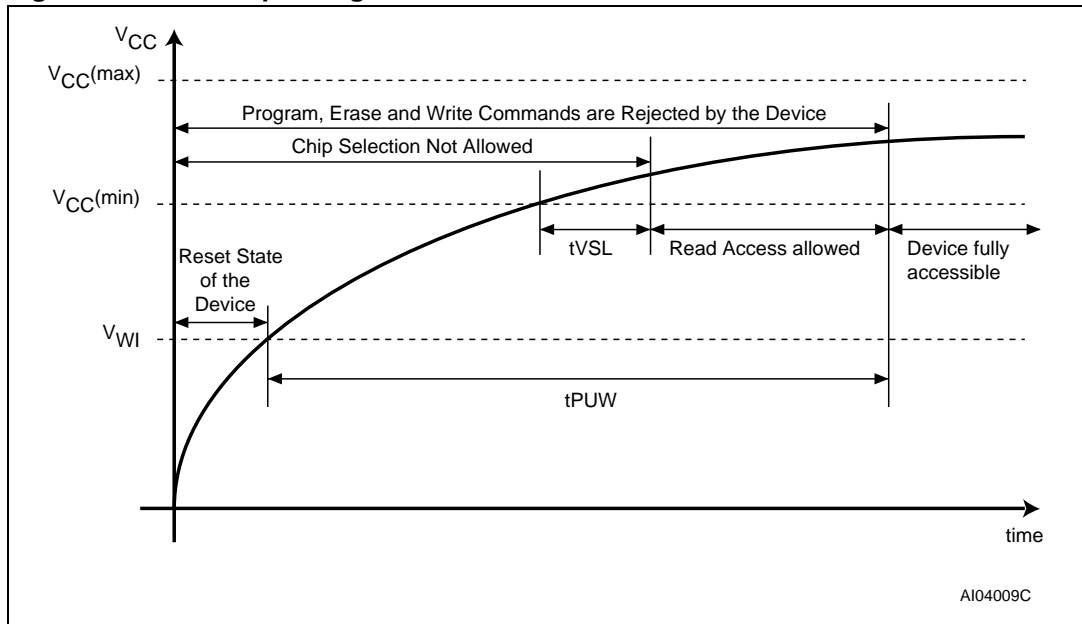 VCC
VCC(max)
Program, Erase and Write Commands are Rejected by the Device
Chip Selection Not Allowed
VCC(min)
tVSL
Read Access allowed
Device fully
accessible
Reset State
of the
Device
VWI
tPUW
time
AI04009C